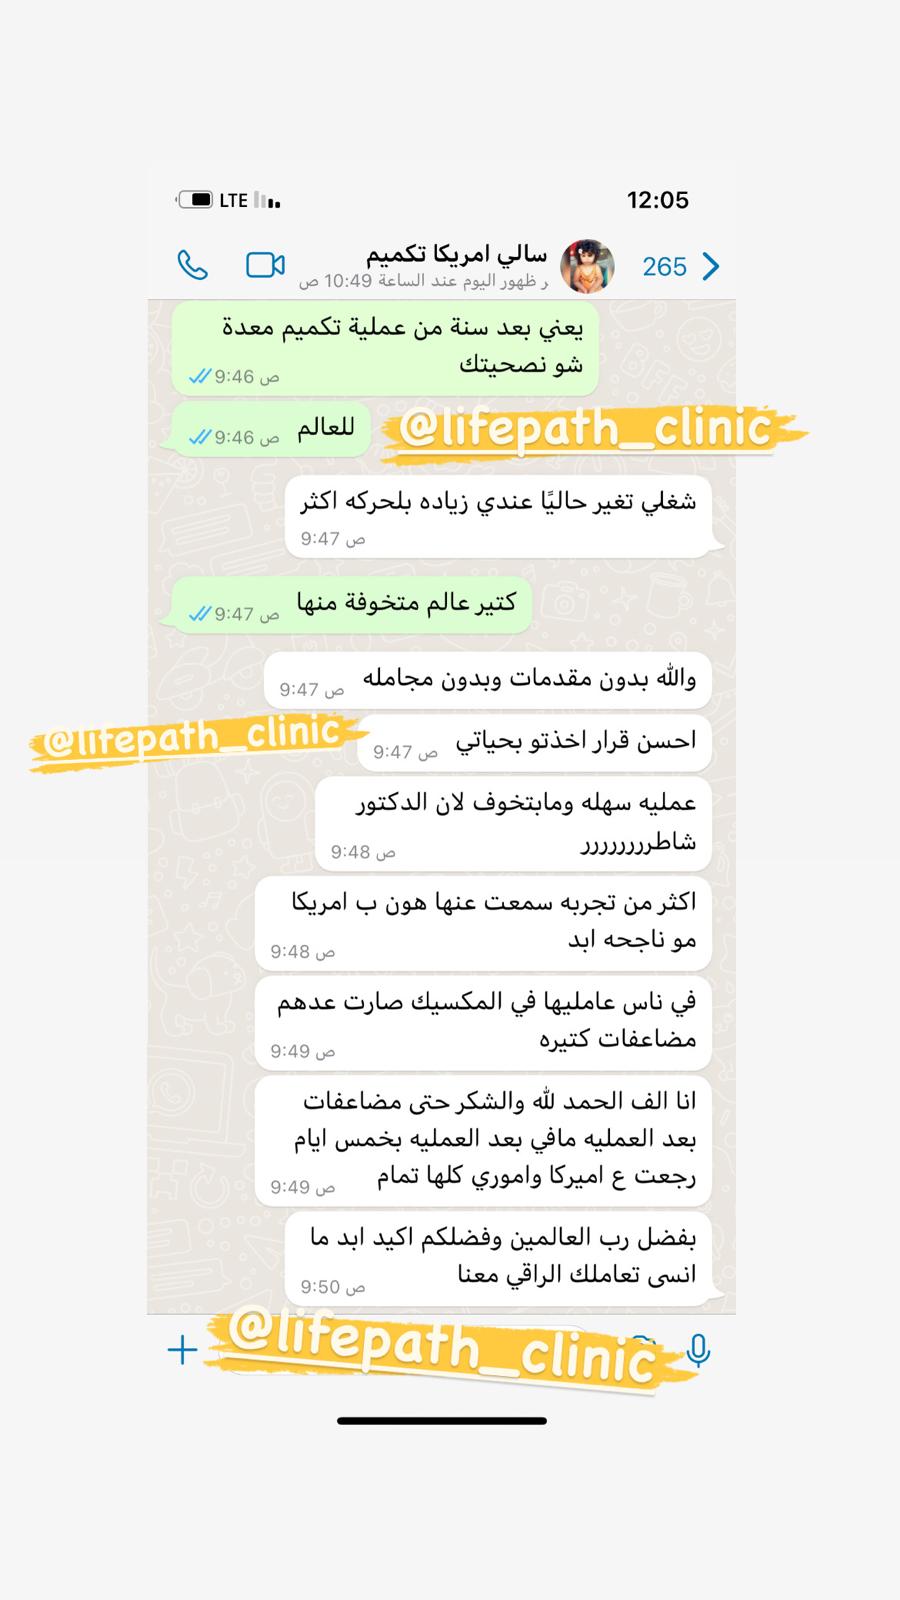 LTE
12:05
سالي امريكا تكميم
ر ظهور اليوم عند الساعة 10:49 ص
265
يعني بعد سنة من عملية تكميم معدة
شو نصحيتك
9:46 ص
للعالم
9:46 ص
@lifepath_clinic
شغلي تغير حاليًا عندي زياده بلحركه اكثر
9:47 ص
كتير عالم متخوفة منها
9:47 ص
والله بدون مقدمات وبدون مجامله
9:47 ص
@lifepath_clinic
احسن قرار اخذتو بحياتي
9:47 ص
عمليه سهله ومابتخوف لان الدكتور
شاطرررررررر
9:48 ص
اكثر من تجربه سمعت عنها هون ب امريكا
مو ناجحه ابد
9:48 ص
في ناس عامليها في المكسيك صارت عدهم
مضاعفات كتيره
9:49 ص
انا الف الحمد لله والشكر حتى مضاعفات
بعد العمليه مافي بعد العمليه بخمس ايام
رجعت ع اميركا واموري كلها تمام
9:49 ص
بفضل رب العالمين وفضلكم اكيد ابد ما
انسى تعاملك الراقي معنا
9:50 ص
@lifepath_clinic